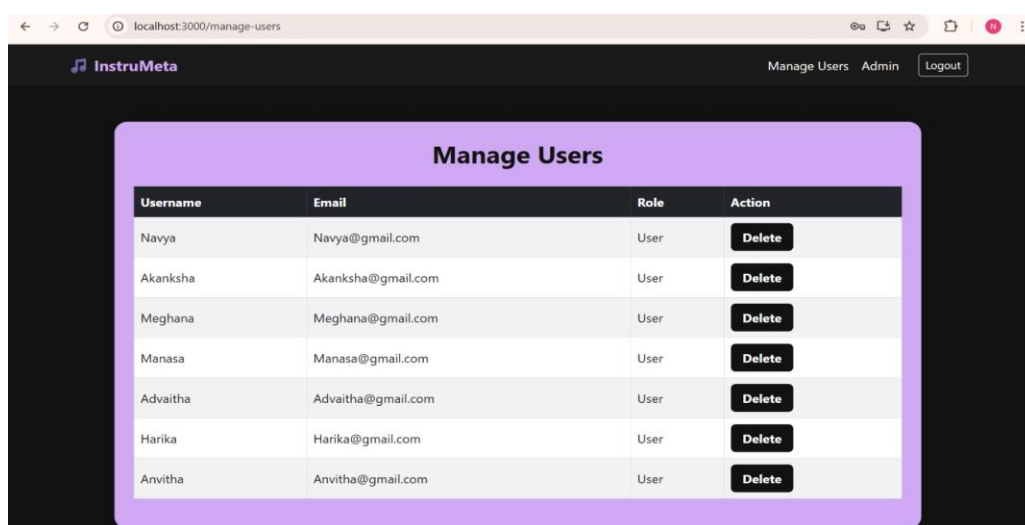 localhost:3000/manage-users
N
InstruMeta
Manage Users Admin Logout
Manage Users
Username Email Role Action
Navya Navya@gmail.com User Delete
Akanksha Akanksha@gmail.com User Delete
Meghana Meghana@gmail.com User Delete
Manasa Manasa@gmail.com User Delete
Advaitha Advaitha@gmail.com User Delete
Harika Harika@gmail.com User Delete
Anvitha Anvitha@gmail.com User Delete